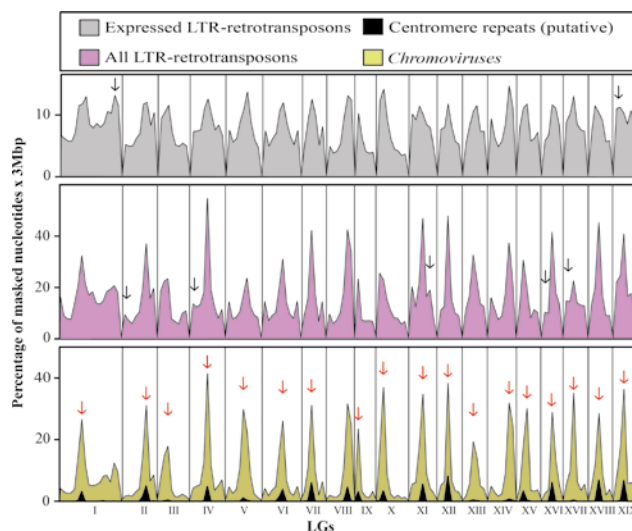 Expressed LTR-retrotransposons
Centromere repeats (putative)
All LTR-retrotransposons
Chromoviruses
Percentage of masked nucleotides x 3Mbp
10
0
40
20
0
40
20
0
I II III IV V VI VII VIII IX X XI XII XIII XIV XV XVI XVII XVIII XIX
LGs